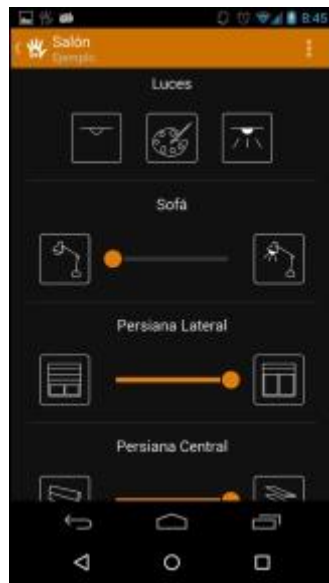 8:45
Salón
Ejemplo
Luces
Sofá
Persiana Lateral
Persiana Central